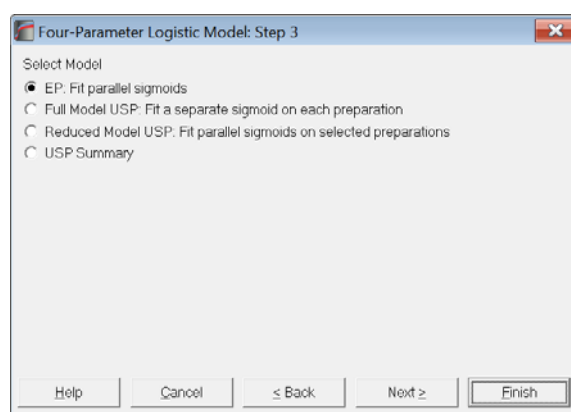 Four-Parameter Logistic Model: Step 3
Select Model
EP: Fit parallel sigmoids
Full Model USP: Fit a separate sigmoid on each preparation
Reduced Model USP: Fit parallel sigmoids on selected preparations
USP Summary
Help Cancel < Back Next > Finish